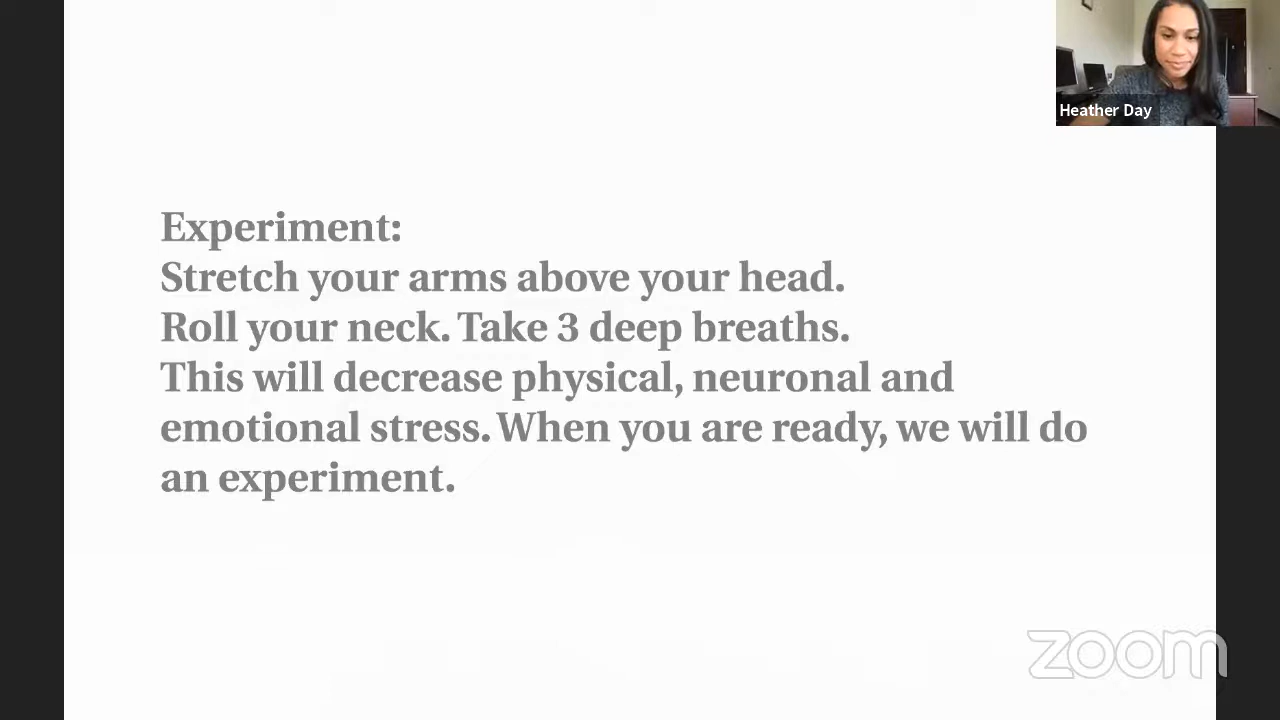 Heather Day
Experiment:
Stretch your arms above your head.
Roll your neck. Take 3 deep breaths.
This will decrease physical, neuronal and
emotional stress. When you are ready, we will do
an experiment.
zoom